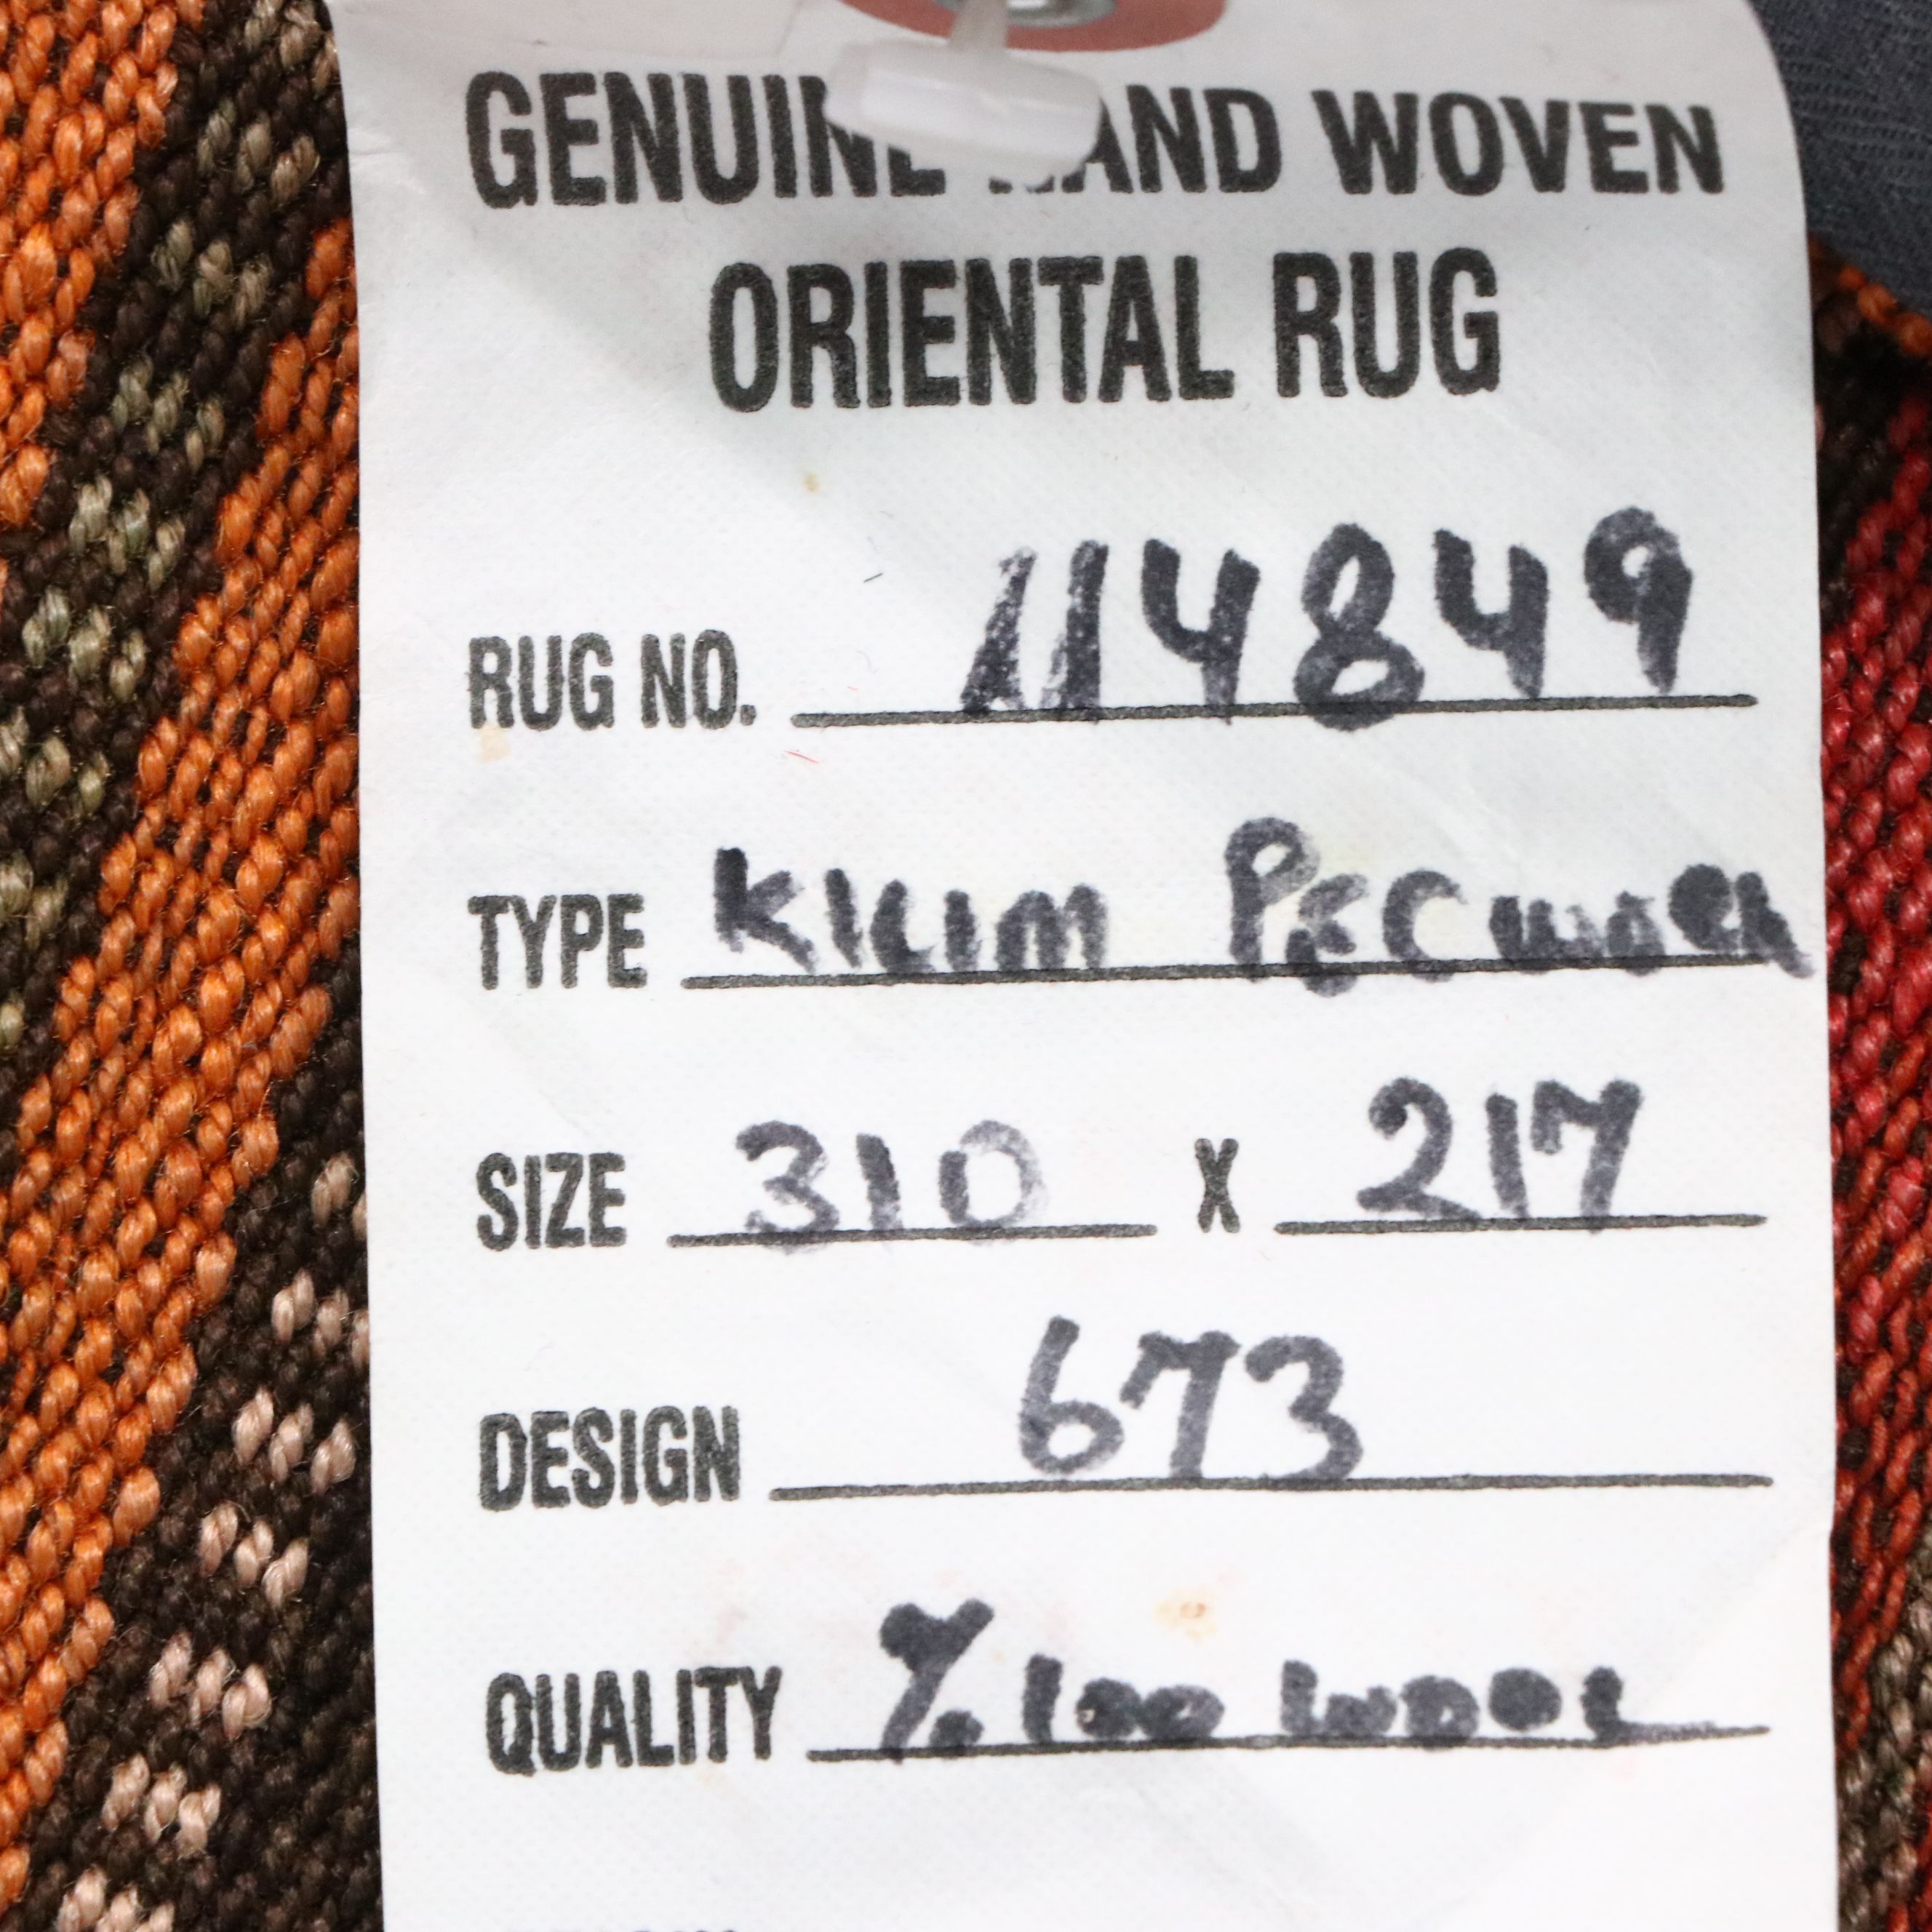 GENUINE HAND WOVEN
ORIENTAL RUG
RUG NO. 114849
TYPE KILIM
SIZE 310 X 217
DESIGN 673
QUALITY %100 WOOL